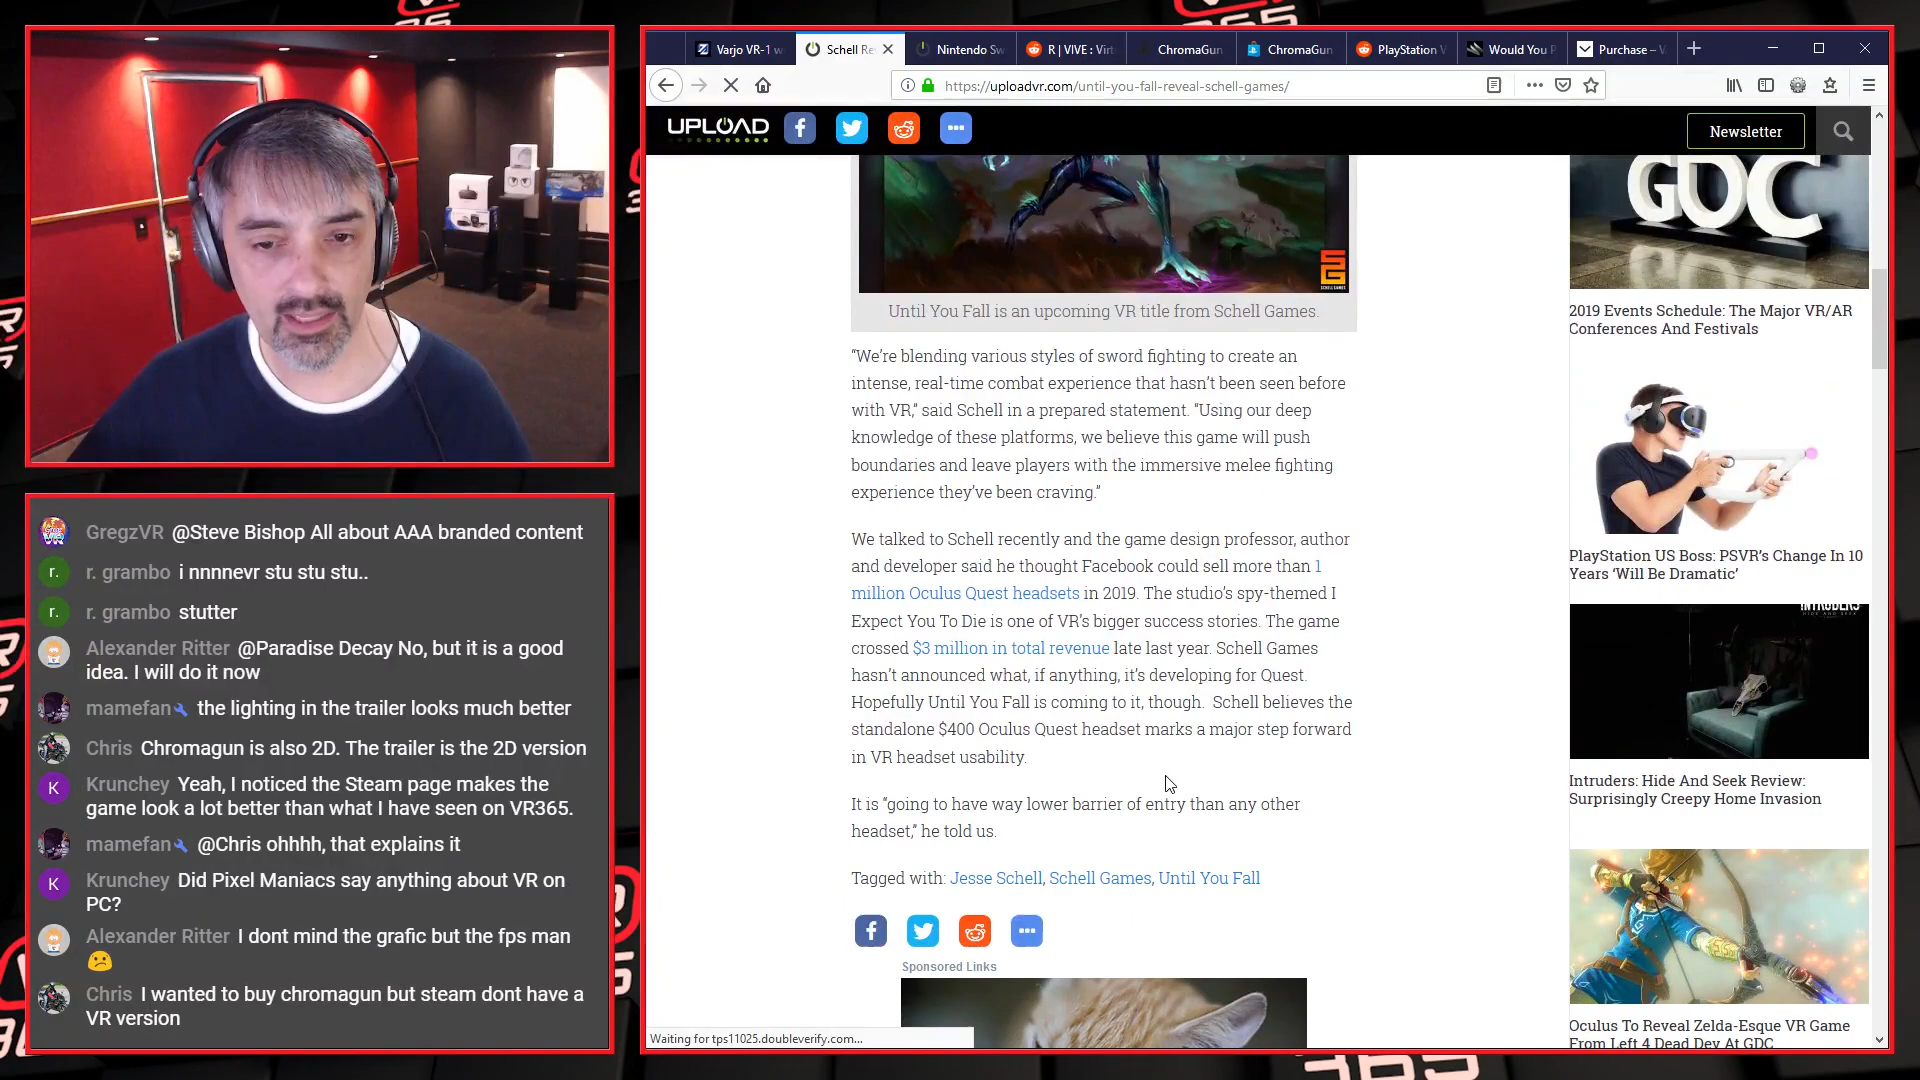 Varjo VR-1 w
Schell Re
Nintendo Sw
R | VIVE : Virt
ChromaGun
ChromaGun
PlayStation V
Would You P
Purchase – V
https://uploadvr.com/until-you-fall-reveal-schell-games/
UPLOAD
Newsletter
SCHELL GAMES
Until You Fall is an upcoming VR title from Schell Games.
“We’re blending various styles of sword fighting to create an
intense, real-time combat experience that hasn’t been seen before
with VR,” said Schell in a prepared statement. “Using our deep
knowledge of these platforms, we believe this game will push
boundaries and leave players with the immersive melee fighting
experience they’ve been craving.”
We talked to Schell recently and the game design professor, author
and developer said he thought Facebook could sell more than 1
million Oculus Quest headsets in 2019. The studio’s spy-themed I
Expect You To Die is one of VR’s bigger success stories. The game
crossed $3 million in total revenue late last year. Schell Games
hasn’t announced what, if anything, it’s developing for Quest.
Hopefully Until You Fall is coming to it, though.  Schell believes the
standalone $400 Oculus Quest headset marks a major step forward
in VR headset usability.
It is “going to have way lower barrier of entry than any other
headset,” he told us.
Tagged with: Jesse Schell, Schell Games, Until You Fall
Sponsored Links
Waiting for tps11025.doubleverify.com...
GDC
2019 Events Schedule: The Major VR/AR
Conferences And Festivals
PlayStation US Boss: PSVR’s Change In 10
Years ‘Will Be Dramatic’
INTRUDERS
HIDE AND SEEK
Intruders: Hide And Seek Review:
Surprisingly Creepy Home Invasion
Oculus To Reveal Zelda-Esque VR Game
From Left 4 Dead Dev At GDC
GregzVR @Steve Bishop All about AAA branded content
r. grambo i nnnnevr stu stu stu..
r. grambo stutter
Alexander Ritter @Paradise Decay No, but it is a good
idea. I will do it now
mamefan the lighting in the trailer looks much better
Chris Chromagun is also 2D. The trailer is the 2D version
Krunchey Yeah, I noticed the Steam page makes the
game look a lot better than what I have seen on VR365.
mamefan @Chris ohhhh, that explains it
Krunchey Did Pixel Maniacs say anything about VR on
PC?
Alexander Ritter I dont mind the grafic but the fps man
Chris I wanted to buy chromagun but steam dont have a
VR version